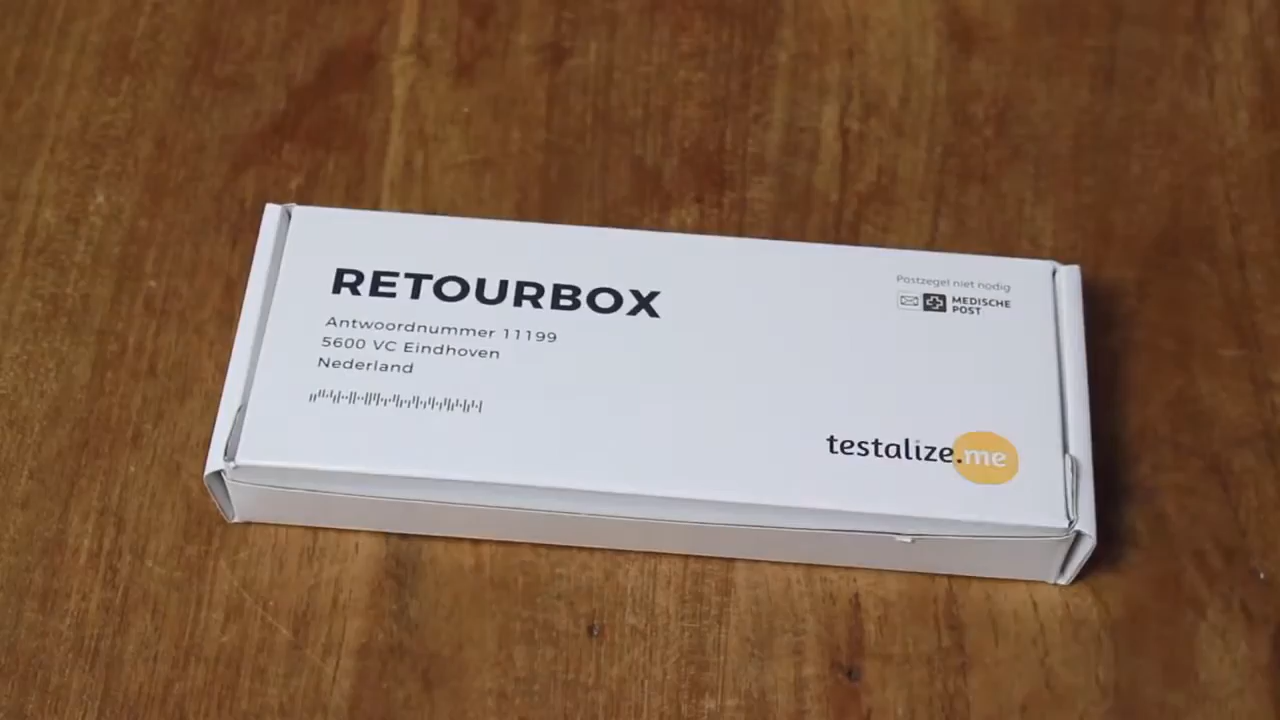 RETOURBOX
Antwoordnummer 11199
5600 VC Eindhoven
Nederland
Postzegel niet nodig
MEDISCHE
POST
testalize.me